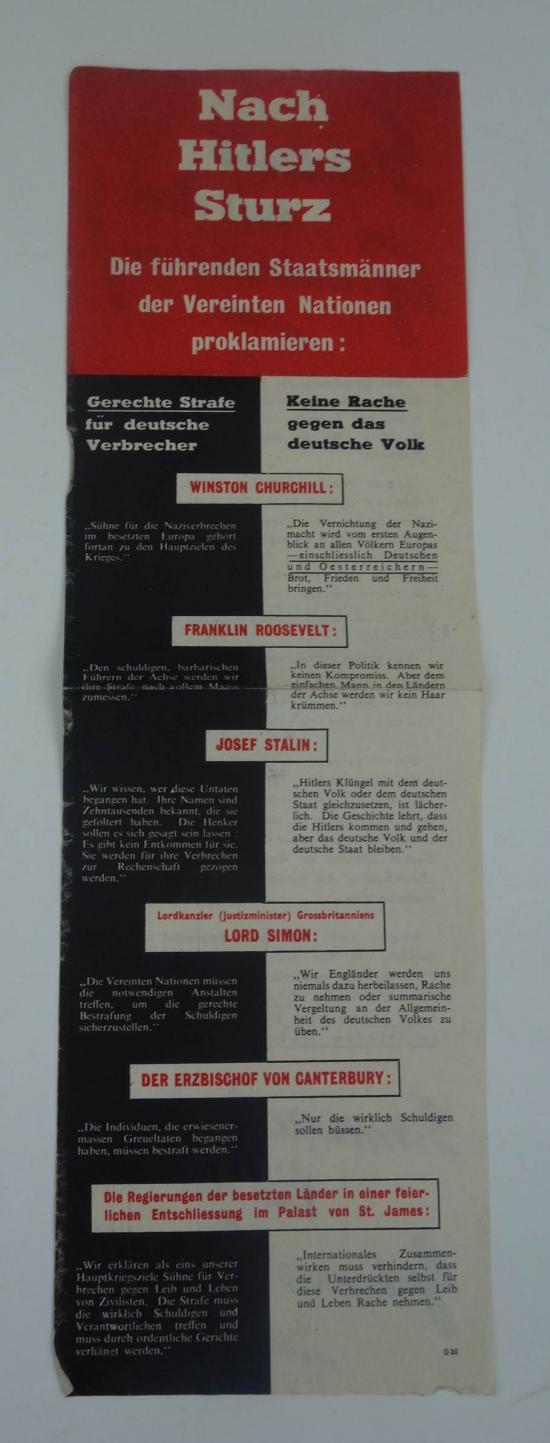 Nach
Hitlers
Sturz
Die führenden Staatsmänner
der Vereinten Nationen
proklamieren :
Gerechte Strafe
für deutsche
Verbrecher
Keine Rache
gegen das
deutsche Volk
WINSTON CHURCHILL :
„Sühne für die Naziverbrechen
im besetzten Europa gehört
fortan zu den Hauptzielen des
Krieges.“
„Die Vernichtung der Nazi-
macht wird vom ersten Augen-
blick an allen Völkern Europas
—einschliesslich Deutschen
und Oesterreichern—
Brot, Frieden und Freiheit
bringen.“
FRANKLIN ROOSEVELT :
„Den schuldigen, barbarischen
Führern der Achse werden wir
ihre Strafe nach vollem Maass
zumessen.“
„In dieser Politik kennen wir
keinen Kompromiss. Aber dem
einfachen Mann in den Ländern
der Achse werden wir kein Haar
krümmen.“
JOSEF STALIN :
„Wir wissen, wer diese Untaten
begangen hat. Ihre Namen sind
Zehntausenden bekannt, die sie
gefoltert haben. Die Henker
sollen es sich gesagt sein lassen :
Es gibt kein Entkommen für sie.
Sie werden für ihre Verbrechen
zur Rechenschaft gezogen
werden.“
„Hitlers Klüngel mit dem deut-
schen Volk oder dem deutschen
Staat gleichzusetzen, ist lächer-
lich. Die Geschichte lehrt, dass
die Hitlers kommen und gehen,
aber das deutsche Volk und der
deutsche Staat bleiben.“
Lordkanzler (Justizminister) Grossbritanniens
LORD SIMON :
„Die Vereinten Nationen müssen
die notwendigen Anstalten
treffen, um die gerechte
Bestrafung der Schuldigen
sicherzustellen.“
„Wir Engländer werden uns
niemals dazu herbeilassen, Rache
zu nehmen oder summarische
Vergeltung an der Allgemein-
heit des deutschen Volkes zu
üben.“
DER ERZBISCHOF VON CANTERBURY :
„Die Individuen, die erwiesener-
massen Greueltaten begangen
haben, müssen bestraft werden.“
„Nur die wirklich Schuldigen
sollen büssen.“
Die Regierungen der besetzten Länder in einer feier-
lichen Entschliessung im Palast von St. James :
„Wir erklären als eins unserer
Hauptkriegsziele Sühne für Ver-
brechen gegen Leib und Leben
von Zivilisten. Die Strafe muss
die wirklich Schuldigen und
Verantwortlichen treffen und
muss durch ordentliche Gerichte
verhängt werden.“
„Internationales Zusammen-
wirken muss verhindern, dass
die Unterdrückten selbst für
diese Verbrechen gegen Leib
und Leben Rache nehmen.“